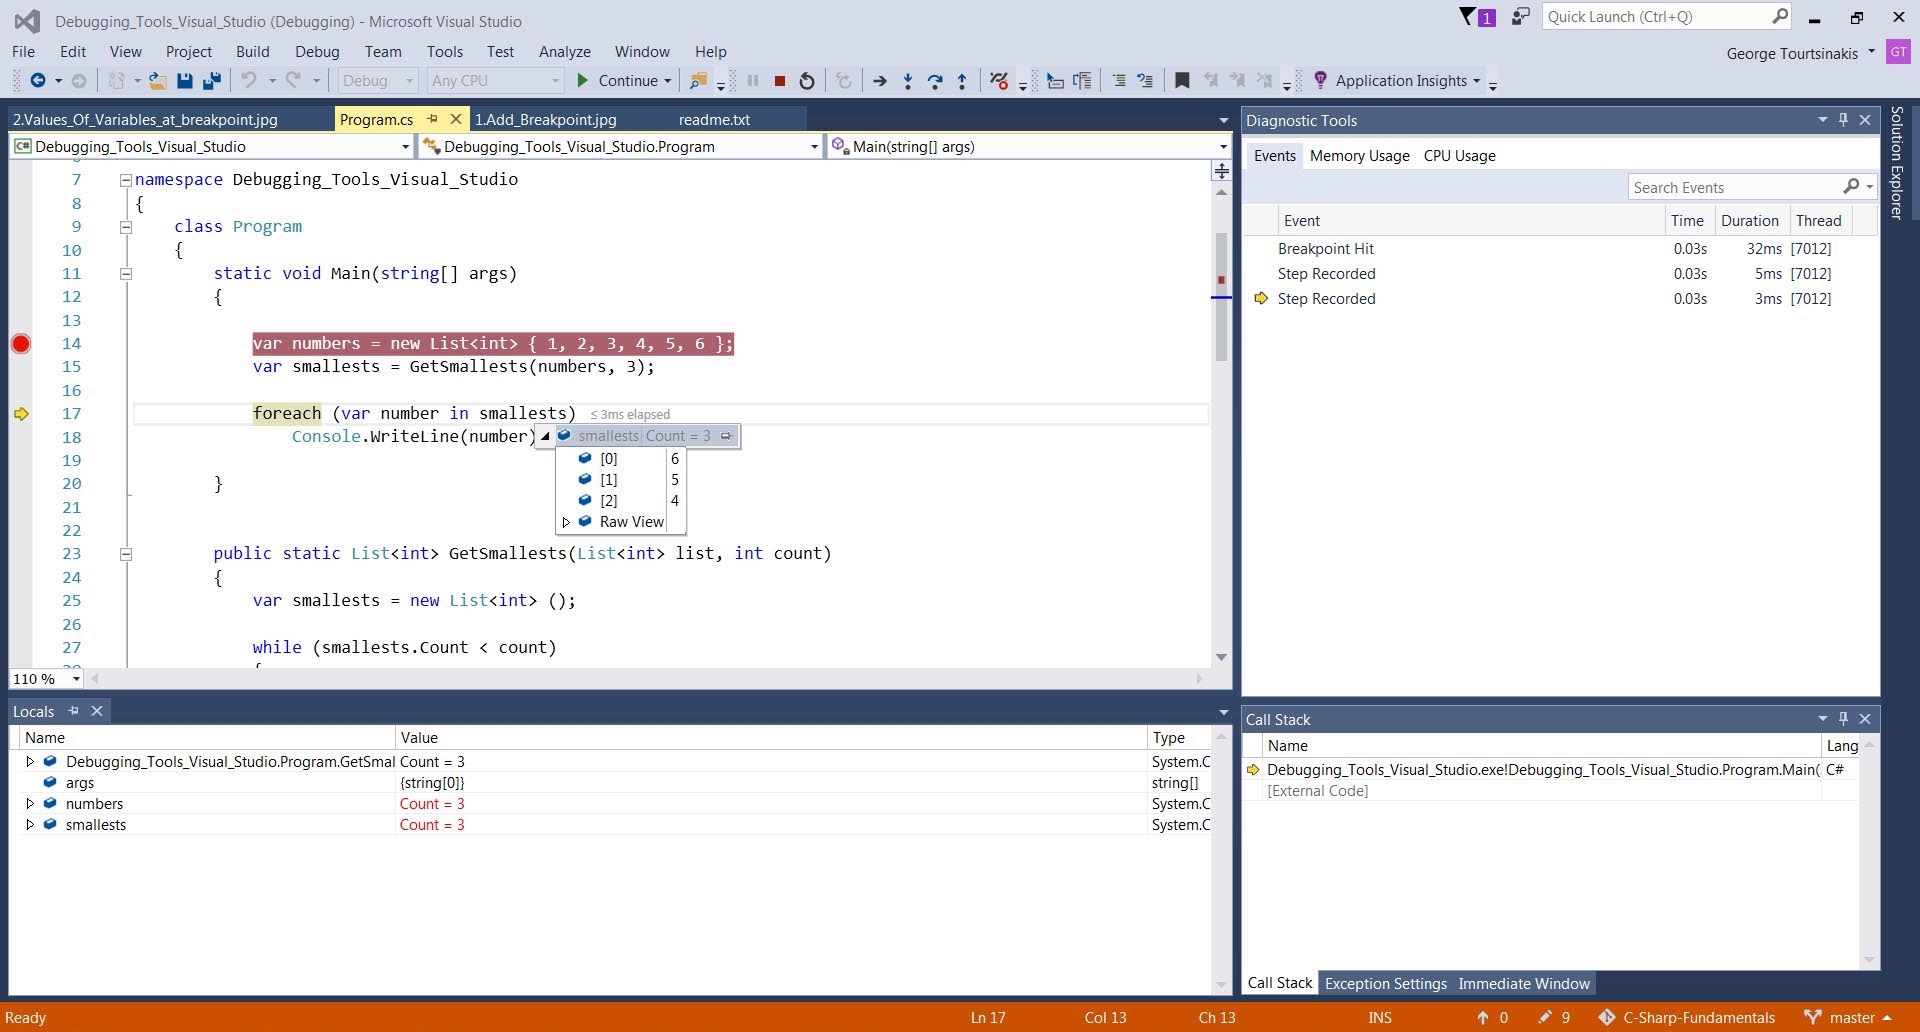 Debugging_Tools_Visual_Studio (Debugging) - Microsoft Visual Studio
1
Quick Launch (Ctrl+Q)
File Edit View Project Build Debug Team Tools Test Analyze Window Help
George Tourtsinakis
GT
Debug
Any CPU
Continue
Application Insights
2.Values_Of_Variables_at_breakpoint.jpg
Program.cs
1.Add_Breakpoint.jpg
readme.txt
C# Debugging_Tools_Visual_Studio
Debugging_Tools_Visual_Studio.Program
Main(string[] args)
7 namespace Debugging_Tools_Visual_Studio
8 {
9 class Program
10 {
11 static void Main(string[] args)
12 {
13
14 var numbers = new List<int> { 1, 2, 3, 4, 5, 6 };
15 var smallests = GetSmallests(numbers, 3);
16
17 foreach (var number in smallests) ≤ 3ms elapsed
18 Console.WriteLine(number)
smallests Count = 3
[0] 6
[1] 5
[2] 4
Raw View
19
20 }
21
22
23 public static List<int> GetSmallests(List<int> list, int count)
24 {
25 var smallests = new List<int> ();
26
27 while (smallests.Count < count)
110 %
Diagnostic Tools
Events Memory Usage CPU Usage
Search Events
Event Time Duration Thread
Breakpoint Hit 0.03s 32ms [7012]
Step Recorded 0.03s 5ms [7012]
Step Recorded 0.03s 3ms [7012]
Solution Explorer
Locals
Name Value Type
Debugging_Tools_Visual_Studio.Program.GetSmal Count = 3 System.C
args {string[0]} string[]
numbers Count = 3 System.C
smallests Count = 3 System.C
Call Stack
Name Lang
Debugging_Tools_Visual_Studio.exe!Debugging_Tools_Visual_Studio.Program.Main( C#
[External Code]
Call Stack Exception Settings Immediate Window
Ready
Ln 17 Col 13 Ch 13 INS 0 9 C-Sharp-Fundamentals master